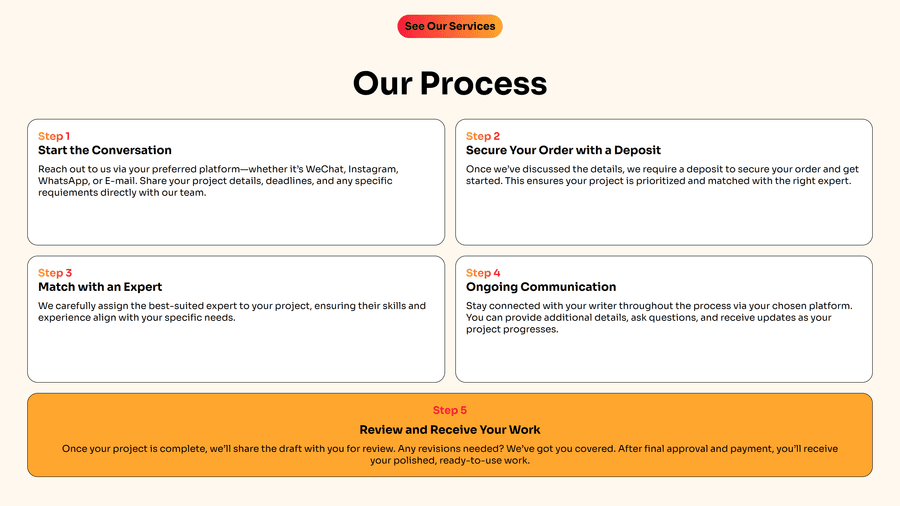 See Our Services
Our Process
Step 1
Start the Conversation
Reach out to us via your preferred platform—whether it's WeChat, Instagram,
WhatsApp, or E-mail. Share your project details, deadlines, and any specific
requiements directly with our team.
Step 2
Secure Your Order with a Deposit
Once we've discussed the details, we require a deposit to secure your order and get
started. This ensures your project is prioritized and matched with the right expert.
Step 3
Match with an Expert
We carefully assign the best-suited expert to your project, ensuring their skills and
experience align with your specific needs.
Step 4
Ongoing Communication
Stay connected with your writer throughout the process via your chosen platform.
You can provide additional details, ask questions, and receive updates as your
project progresses.
Step 5
Review and Receive Your Work
Once your project is complete, we'll share the draft with you for review. Any revisions needed? We've got you covered. After final approval and payment, you'll receive
your polished, ready-to-use work.